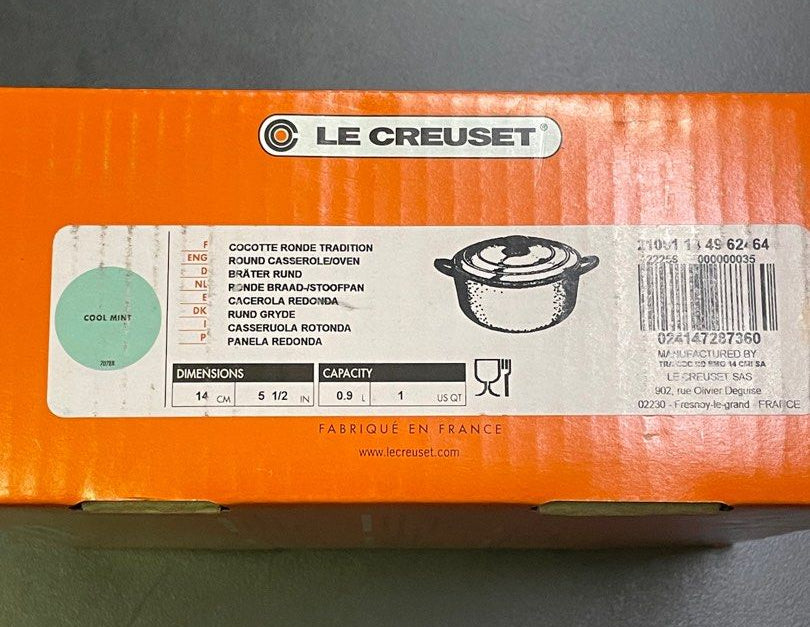 LE CREUSET®
COOL MINT
F COCOTTE RONDE TRADITION
ENG ROUND CASSEROLE/OVEN
D BRÄTER RUND
NL RONDE BRAAD-/STOOFPAN
E CACEROLA REDONDA
DK RUND GRYDE
I CASSERUOLA ROTONDA
P PANELA REDONDA
DIMENSIONS
14 CM 5 1/2 IN
CAPACITY
0.9 L 1 US QT
49 62464
000000035
024147287360
MANUFACTURED BY
LE CREUSET SAS
902, rue Olivier Deguise
02230 - Fresnoy-le-grand - FRANCE
FABRIQUÉ EN FRANCE
www.lecreuset.com